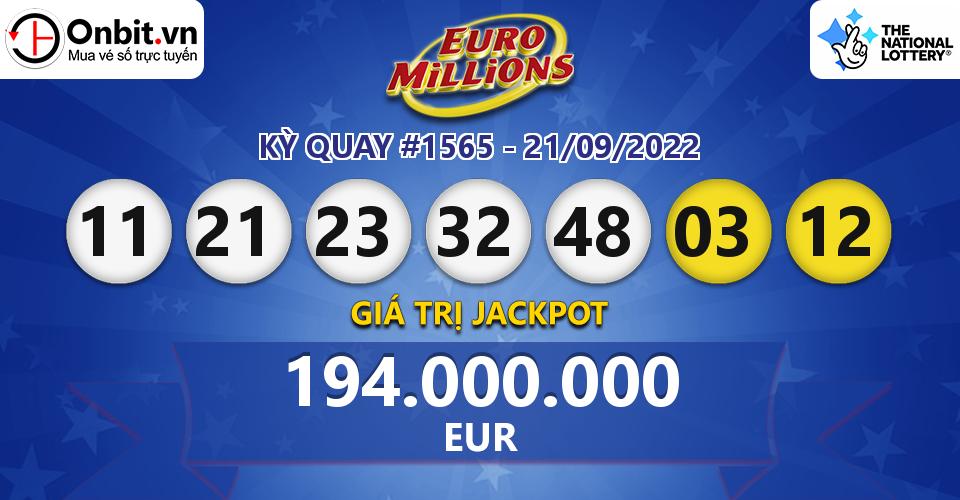 Onbit.vn
Mua vé số trực tuyến
EURO
MiLLiONS
THE
NATIONAL
LOTTERY®
KỲ QUAY #1565 - 21/09/2022
11 21 23 32 48 03 12
GIÁ TRỊ JACKPOT
194.000.000
EUR